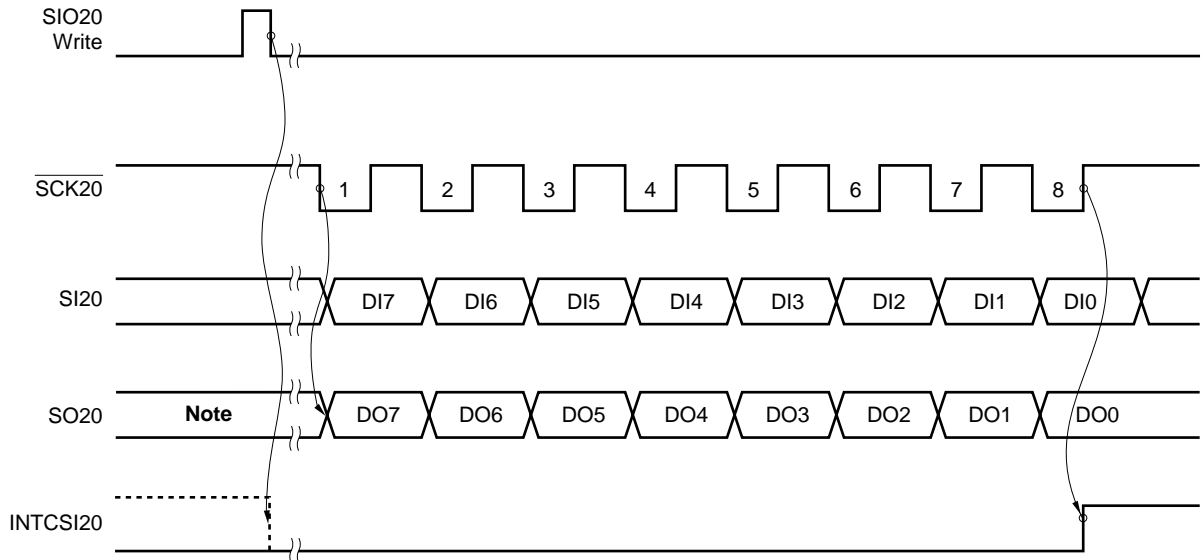 SIO20
Write
SCK20
1 2 3 4 5 6 7 8
SI20
DI7 DI6 DI5 DI4 DI3 DI2 DI1 DI0
SO20
Note DO7 DO6 DO5 DO4 DO3 DO2 DO1 DO0
INTCSI20